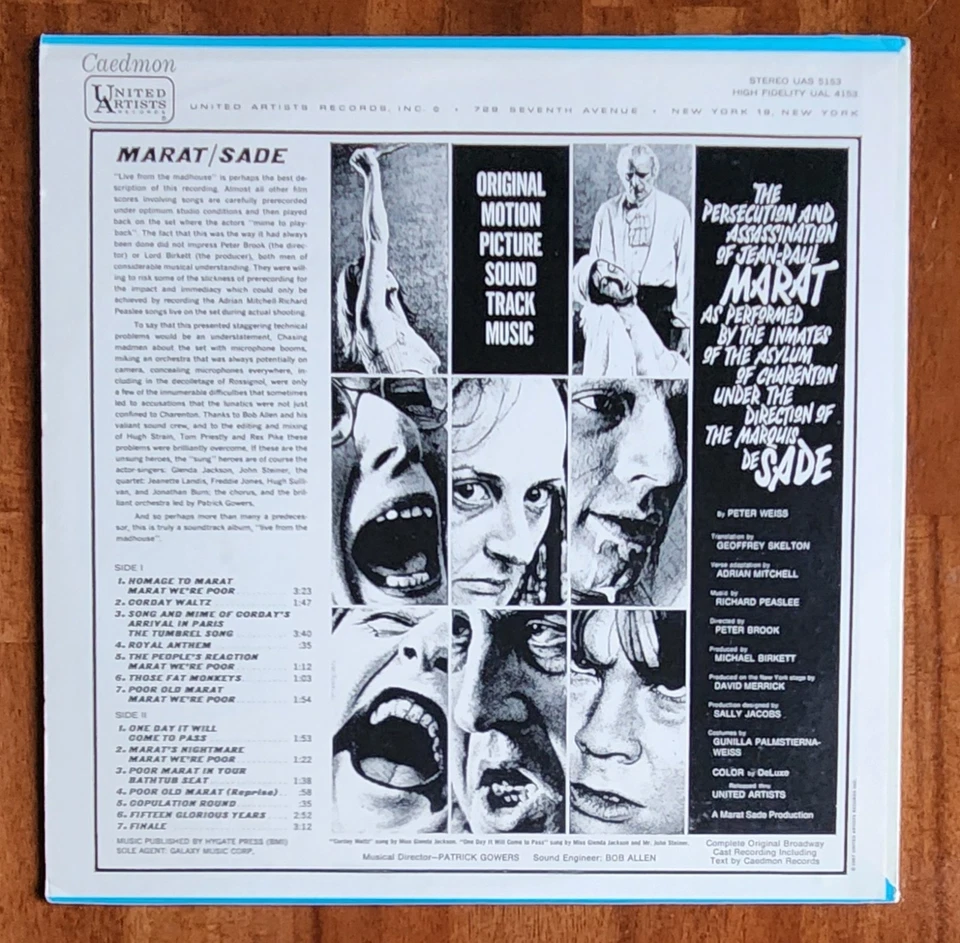 Caedmon
UNITED
ARTISTS
RECORDS
®
STEREO UAS 5153
HIGH FIDELITY UAL 4153
UNITED ARTISTS RECORDS, INC. ® • 729 SEVENTH AVENUE • NEW YORK 19, NEW YORK
MARAT/SADE
"Live from the madhouse" is perhaps the best de-
scription of this recording. Almost all other film
scores involving songs are carefully prerecorded
under optimum studio conditions and then played
back on the set where the actors "mime to play-
back". The fact that this was the way it had always
been done did not impress Peter Brook (the direc-
tor) or Lord Birkett (the producer), both men of
considerable musical understanding. They were will-
ing to risk some of the slickness of prerecording for
the impact and immediacy which could only be
achieved by recording the Adrian Mitchell-Richard
Peaslee songs live on the set during actual shooting.
To say that this presented staggering technical
problems would be an understatement. Chasing
madmen about the set with microphone booms,
miking an orchestra that was always potentially on
camera, concealing microphones everywhere, in-
cluding in the decolletage of Rossignol, were only
a few of the innumerable difficulties that sometimes
led to accusations that the lunatics were not just
confined to Charenton. Thanks to Bob Allen and his
valiant sound crew, and to the editing and mixing
of Hugh Strain, Tom Priestly and Rex Pike these
problems were brilliantly overcome. If these are the
unsung heroes, the "sung" heroes are of course the
actor-singers: Glenda Jackson, John Steiner, the
quartet: Jeanette Landis, Freddie Jones, Hugh Sulli-
van, and Jonathan Burn; the chorus, and the bril-
liant orchestra led by Patrick Gowers.
And so perhaps more than many a predeces-
sor, this is truly a soundtrack album, "live from the
madhouse".
SIDE I
1. HOMAGE TO MARAT
MARAT WE'RE POOR 3:23
2. CORDAY WALTZ 1:47
3. SONG AND MIME OF CORDAY'S
ARRIVAL IN PARIS
THE TUMBREL SONG 3:40
4. ROYAL ANTHEM :35
5. THE PEOPLE'S REACTION
MARAT WE'RE POOR 1:12
6. THOSE FAT MONKEYS 1:03
7. POOR OLD MARAT
MARAT WE'RE POOR 1:54
SIDE II
1. ONE DAY IT WILL
COME TO PASS 1:53
2. MARAT'S NIGHTMARE
MARAT WE'RE POOR 1:22
3. POOR MARAT IN YOUR
BATHTUB SEAT 1:38
4. POOR OLD MARAT (Reprise) :58
5. COPULATION ROUND :35
6. FIFTEEN GLORIOUS YEARS 2:52
7. FINALE 3:12
MUSIC PUBLISHED BY HYGATE PRESS (BMI)
SOLE AGENT: GALAXY MUSIC CORP.
ORIGINAL
MOTION
PICTURE
SOUND
TRACK
MUSIC
THE
PERSECUTION AND
ASSASSINATION
OF JEAN-PAUL
MARAT
AS PERFORMED
BY THE INMATES
OF THE ASYLUM
OF CHARENTON
UNDER THE
DIRECTION OF
THE MARQUIS
DE SADE
By PETER WEISS
Translation by
GEOFFREY SKELTON
Verse adaptation by
ADRIAN MITCHELL
Music by
RICHARD PEASLEE
Directed by
PETER BROOK
Produced by
MICHAEL BIRKETT
Produced on the New York stage by
DAVID MERRICK
Production designed by
SALLY JACOBS
Costumes by
GUNILLA PALMSTIERNA-
WEISS
COLOR by DeLuxe
Released thru
UNITED ARTISTS
A Marat Sade Production
"Corday Waltz" sung by Miss Glenda Jackson. "One Day It Will Come to Pass" sung by Miss Glenda Jackson and Mr. John Steiner.
Musical Director—PATRICK GOWERS Sound Engineer: BOB ALLEN
Complete Original Broadway
Cast Recording Including
Text by Caedmon Records